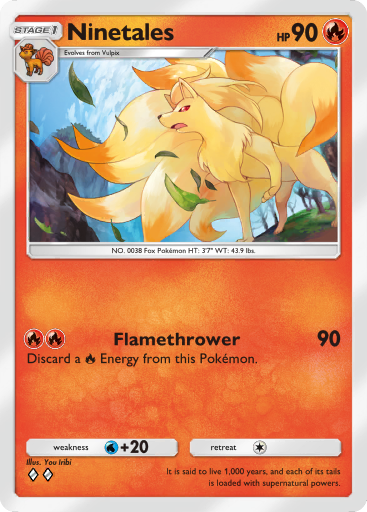 STAGE 1
Ninetales
HP 90
Evolves from Vulpix
NO. 0038 Fox Pokémon HT: 3'7" WT: 43.9 lbs.
Flamethrower 90
Discard a Energy from this Pokémon.
weakness +20 retreat
Illus. You Iribi
It is said to live 1,000 years, and each of its tails
is loaded with supernatural powers.